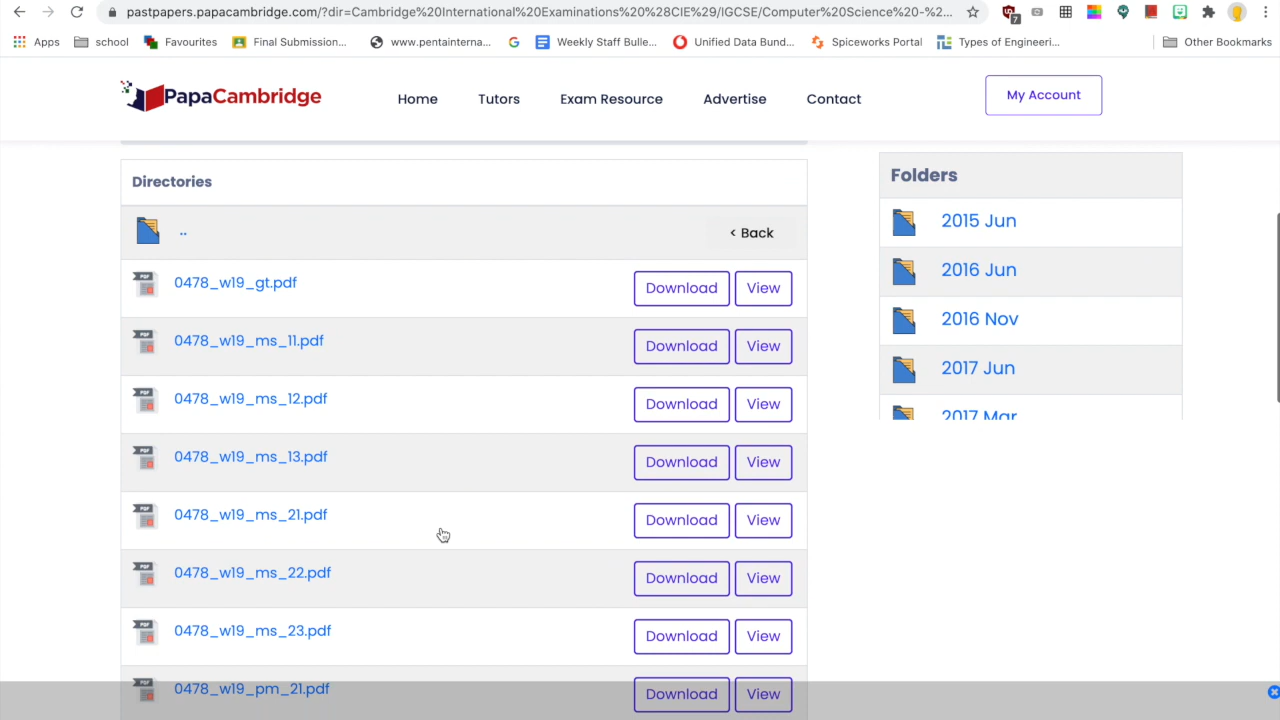 pastpapers.papacambridge.com/?dir=Cambridge%20International%20Examinations%20%28CIE%29/IGCSE/Computer%20Science%20-%2...
7
Apps school Favourites Final Submission... www.pentainterna... G Weekly Staff Bulle... Unified Data Bund... Spiceworks Portal Types of Engineeri... Other Bookmarks
PapaCambridge Home Tutors Exam Resource Advertise Contact My Account
Directories
.. < Back
0478_w19_gt.pdf Download View
0478_w19_ms_11.pdf Download View
0478_w19_ms_12.pdf Download View
0478_w19_ms_13.pdf Download View
0478_w19_ms_21.pdf Download View
0478_w19_ms_22.pdf Download View
0478_w19_ms_23.pdf Download View
0478_w19_pm_21.pdf Download View
Folders
2015 Jun
2016 Jun
2016 Nov
2017 Jun
2017 Mar